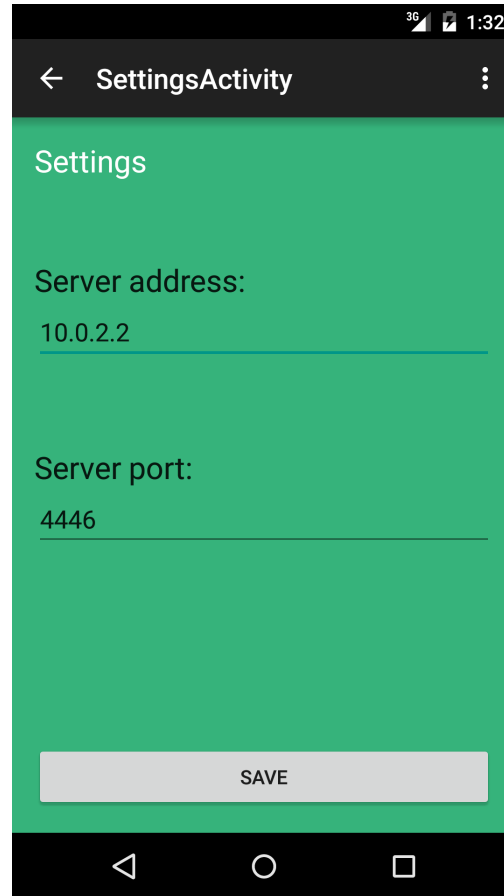 3G 1:32
SettingsActivity
Settings
Server address:
10.0.2.2
Server port:
4446
SAVE